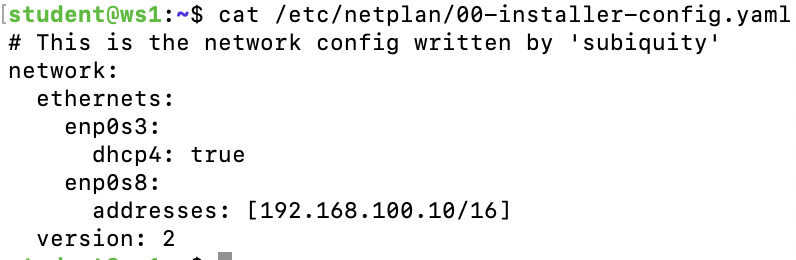 [student@ws1:~$ cat /etc/netplan/00-installer-config.yaml
# This is the network config written by 'subiquity'
network:
  ethernets:
    enp0s3:
      dhcp4: true
    enp0s8:
      addresses: [192.168.100.10/16]
  version: 2